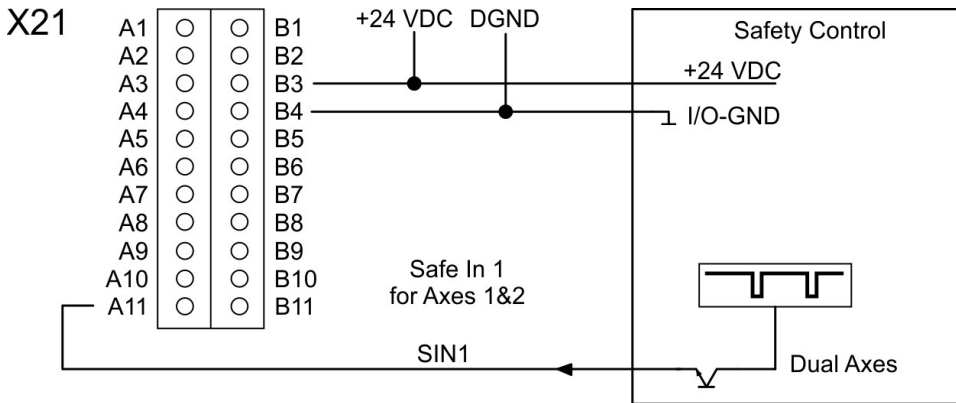 X21
+24 VDC DGND
Safety Control
A1 B1
A2 B2
A3 B3
+24 VDC
A4 B4
I/O-GND
A5 B5
A6 B6
A7 B7
A8 B8
A9 B9
A10 B10
A11 B11
Safe In 1
for Axes 1&2
SIN1
Dual Axes